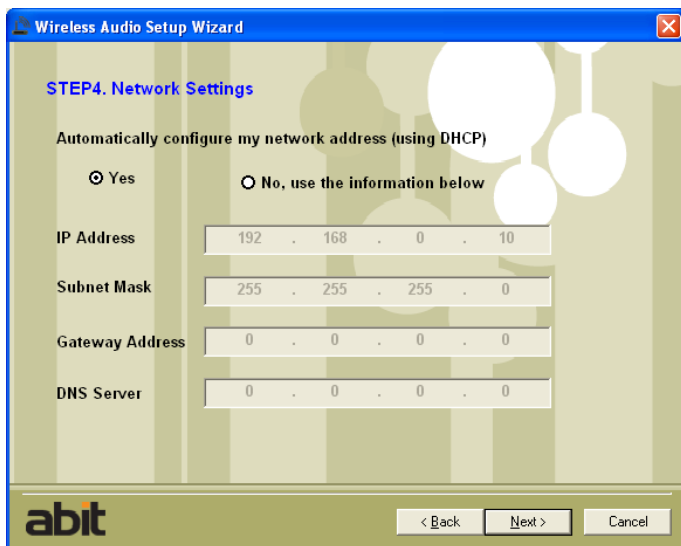 Wireless Audio Setup Wizard
STEP4. Network Settings
Automatically configure my network address (using DHCP)
Yes No, use the information below
IP Address 192 . 168 . 0 . 10
Subnet Mask 255 . 255 . 255 . 0
Gateway Address 0 . 0 . 0 . 0
DNS Server 0 . 0 . 0 . 0
abit < Back Next > Cancel